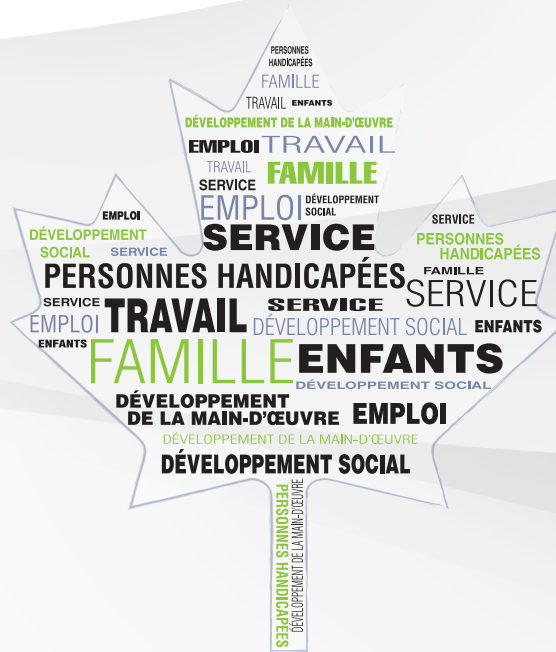 PERSONNES
HANDICAPÉES
FAMILLE
TRAVAIL ENFANTS
DÉVELOPPEMENT DE LA MAIN-D'ŒUVRE
EMPLOI TRAVAIL
TRAVAIL FAMILLE
SERVICE
EMPLOI DÉVELOPPEMENT
SOCIAL
EMPLOI SERVICE SERVICE
DÉVELOPPEMENT
SOCIAL SERVICE
PERSONNES
HANDICAPÉES
PERSONNES HANDICAPÉES FAMILLE
SERVICE TRAVAIL SERVICE SERVICE
EMPLOI DÉVELOPPEMENT SOCIAL ENFANTS
ENFANTS FAMILLE ENFANTS
DÉVELOPPEMENT SOCIAL
DÉVELOPPEMENT
DE LA MAIN-D'ŒUVRE EMPLOI
DÉVELOPPEMENT DE LA MAIN-D'ŒUVRE
DÉVELOPPEMENT SOCIAL
PERSONNES HANDICAPÉES
DÉVELOPPEMENT DE LA MAIN-D'ŒUVRE